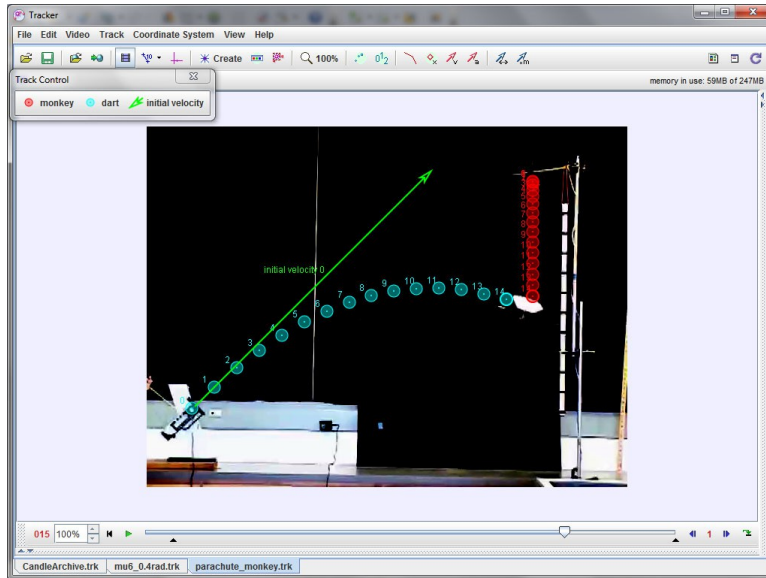 Tracker
File Edit Video Track Coordinate System View Help
Create 100%
Track Control
memory in use: 59MB of 247MB
monkey dart initial velocity
initial velocity 0
0 1 2 3 4 5 6 7 8 9 10 11 12 13 14
015 100% 1
CandleArchive.trk mu6_0.4rad.trk parachute_monkey.trk